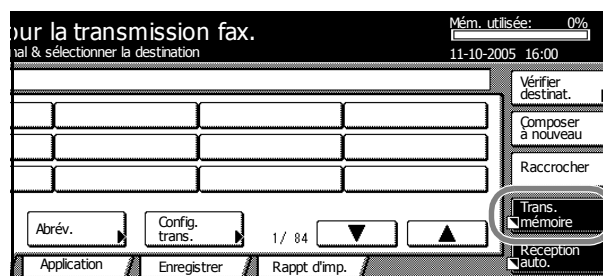 our la transmission fax.
nal & sélectionner la destination
Mém. utilisée: 0%
11-10-2005 16:00
Vérifier
destinat.
Composer
à nouveau
Raccrocher
Trans.
mémoire
Réception
auto.
Abrév.
Config.
trans.
1/ 84
Application
Enregistrer
Rappt d'imp.